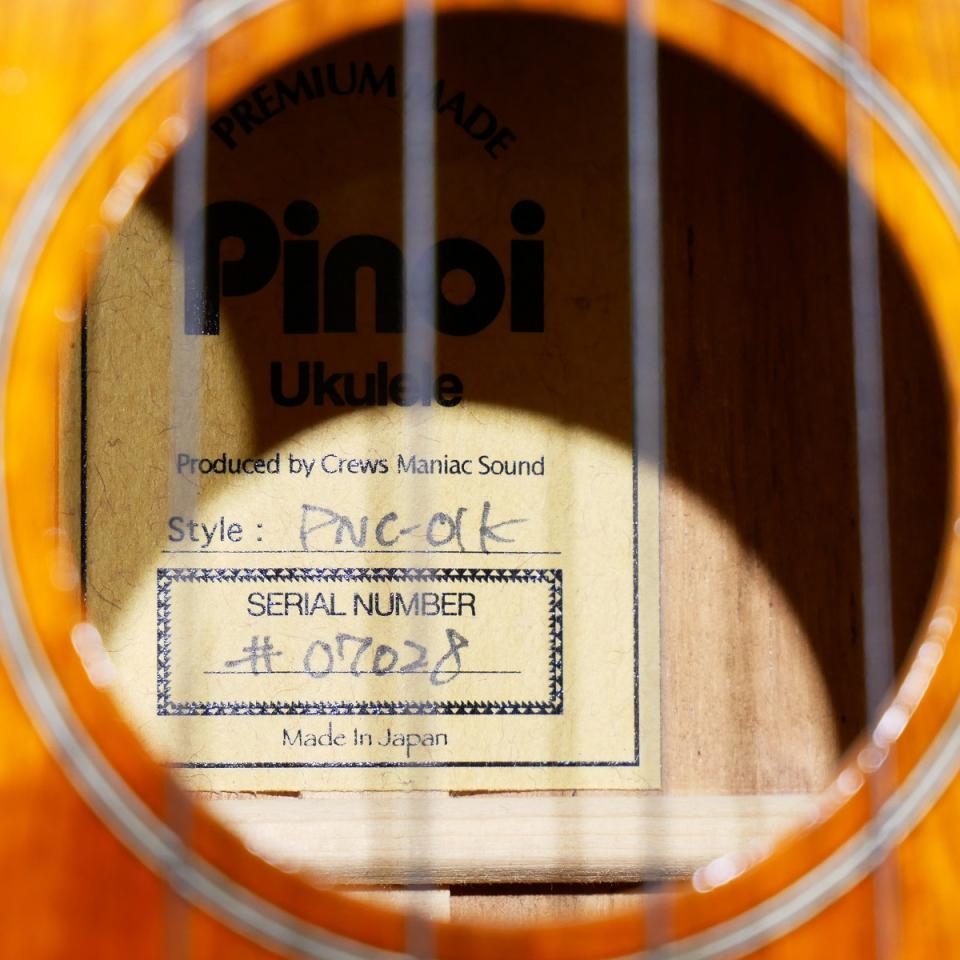 PREMIUM MADE
Pinoi
Ukulele
Produced by Crews Maniac Sound
Style : PNC-01K
SERIAL NUMBER
# 07028
Made In Japan